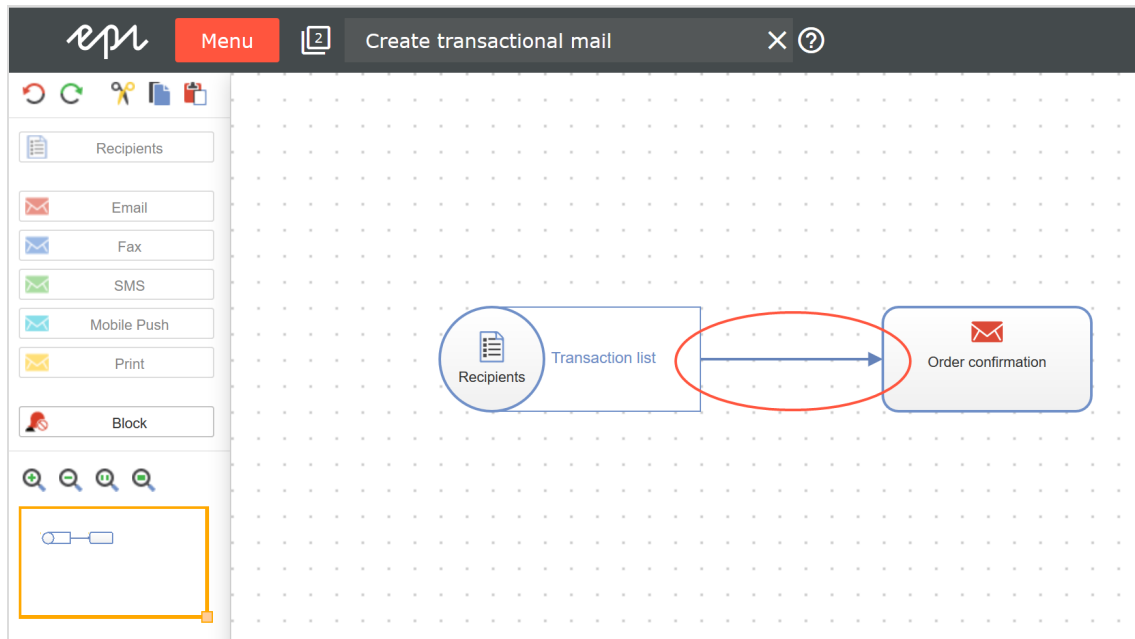 epi Menu 2 Create transactional mail
Recipients
Email
Fax
SMS
Mobile Push
Print
Block
Recipients
Transaction list
Order confirmation